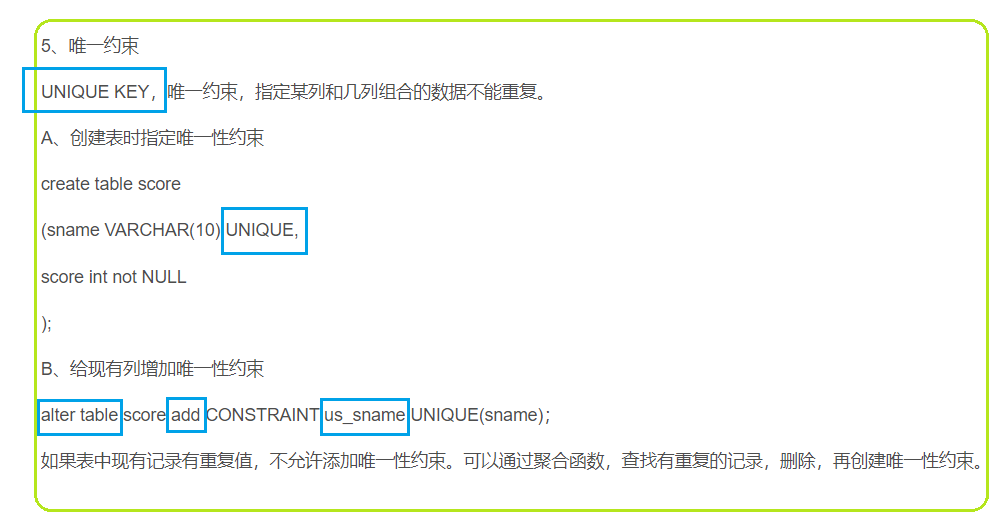 5、唯一约束
UNIQUE KEY，唯一约束，指定某列和几列组合的数据不能重复。
A、创建表时指定唯一性约束
create table score
(sname VARCHAR(10) UNIQUE,
score int not NULL
);
B、给现有列增加唯一性约束
alter table score add CONSTRAINT us_sname UNIQUE(sname);
如果表中现有记录有重复值，不允许添加唯一性约束。可以通过聚合函数，查找有重复的记录，删除，再创建唯一性约束。